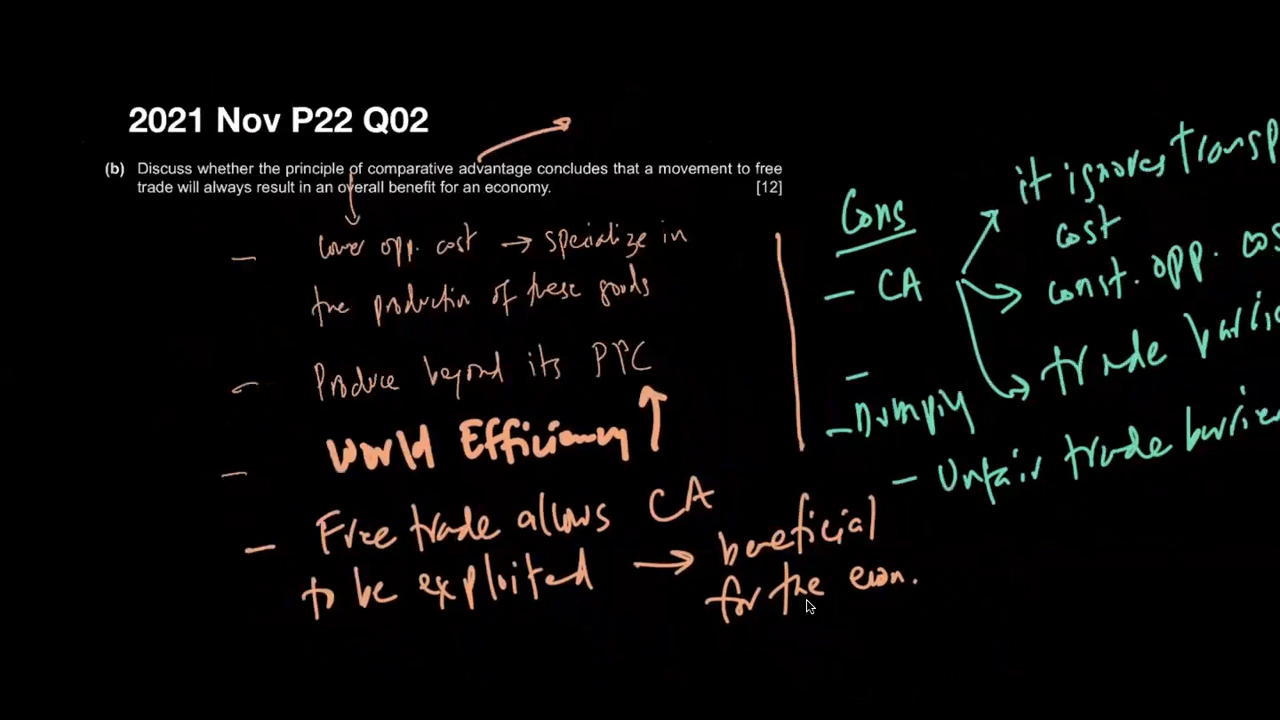 2021 Nov P22 Q02
(b) Discuss whether the principle of comparative advantage concludes that a movement to free
trade will always result in an overall benefit for an economy. [12]
— Lower opp. cost → specialize in
the production of these goods
— Produce beyond its PPC
— World Efficiency ↑
— Free trade allows CA
to be exploited → beneficial
for the econ.
Cons
— CA → it ignores transp
cost
→ const. opp. cos
→ trade barrie
—
— Dumping
— Unfair trade barrie